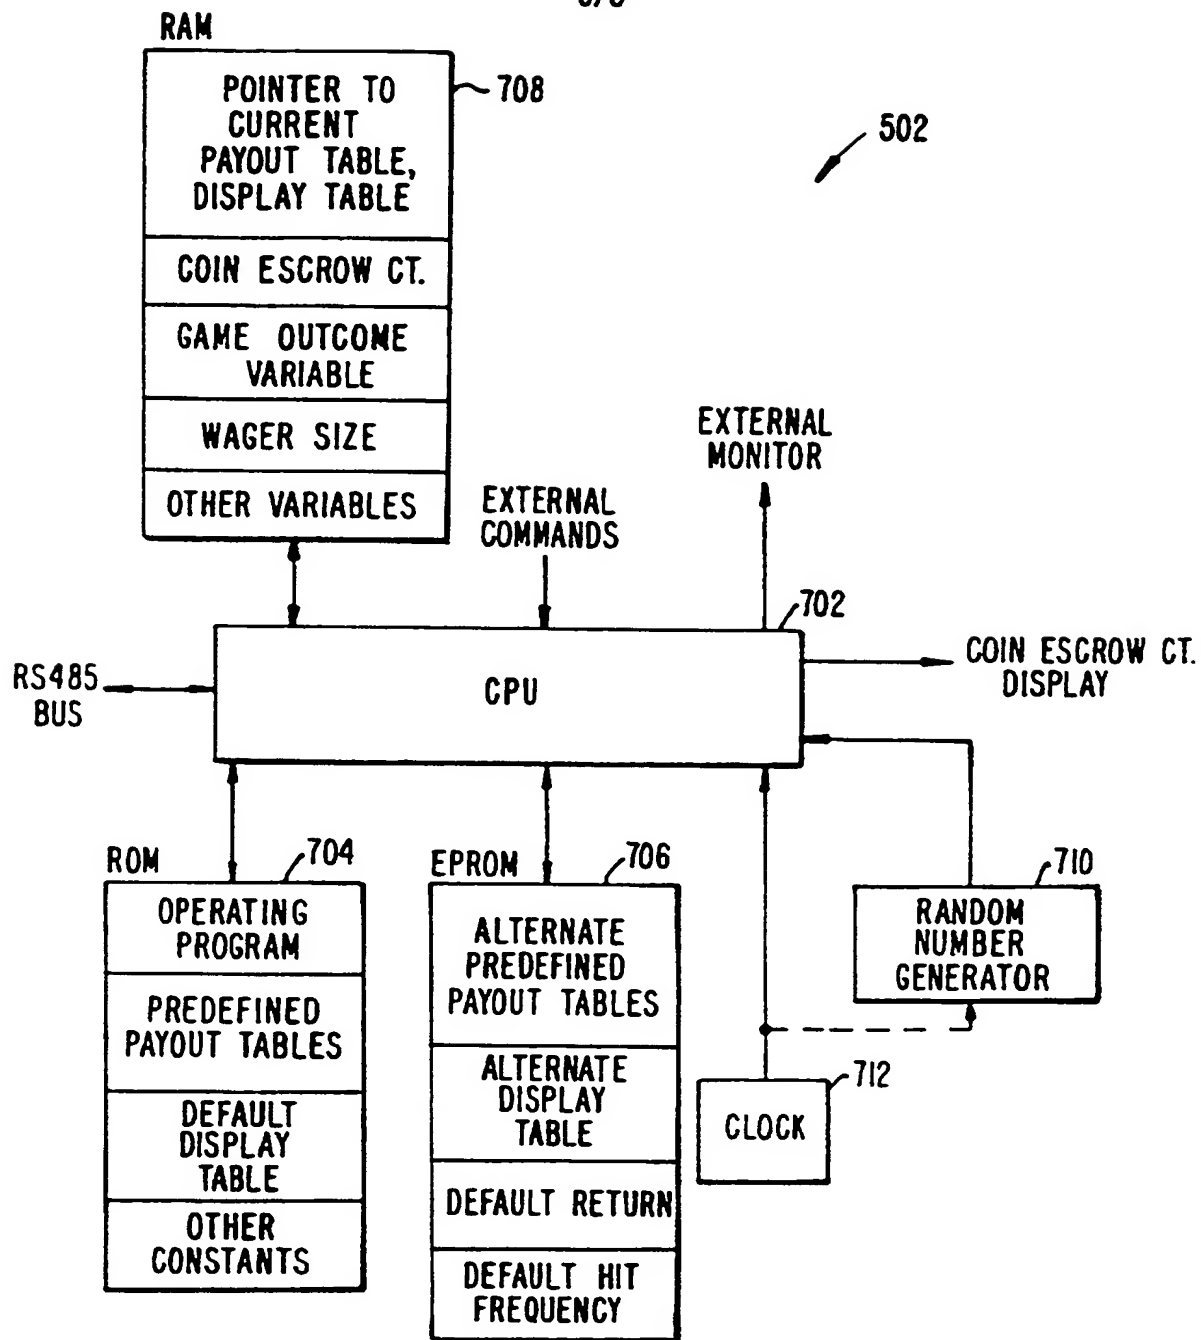 RAM
POINTER TO
CURRENT
PAYOUT TABLE,
DISPLAY TABLE
708
502
COIN ESCROW CT.
GAME OUTCOME
VARIABLE
WAGER SIZE
OTHER VARIABLES
EXTERNAL
COMMANDS
EXTERNAL
MONITOR
702
RS485
BUS
CPU
COIN ESCROW CT.
DISPLAY
ROM
704
OPERATING
PROGRAM
PREDEFINED
PAYOUT TABLES
DEFAULT
DISPLAY
TABLE
OTHER
CONSTANTS
EPROM
706
ALTERNATE
PREDEFINED
PAYOUT TABLES
ALTERNATE
DISPLAY
TABLE
DEFAULT RETURN
DEFAULT HIT
FREQUENCY
710
RANDOM
NUMBER
GENERATOR
712
CLOCK